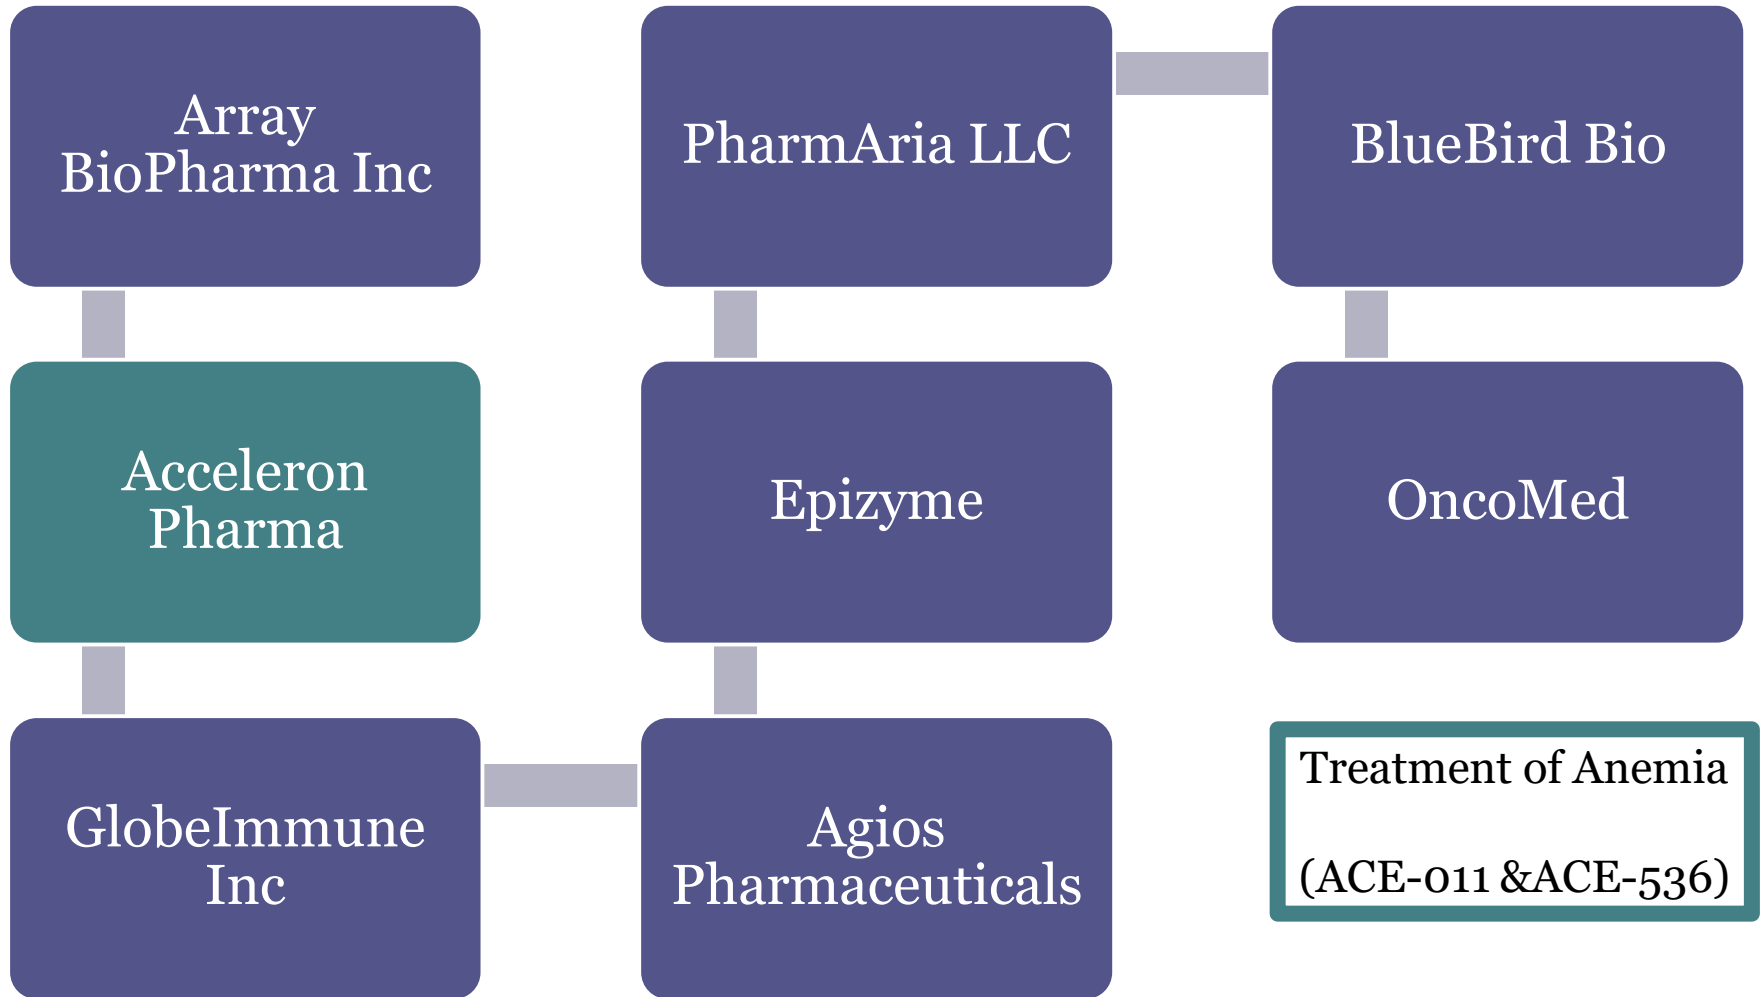 Array
BioPharma Inc
Acceleron
Pharma
GlobeImmune
Inc
Agios
Pharmaceuticals
Epizyme
PharmAria LLC
BlueBird Bio
OncoMed
Treatment of Anemia
(ACE-011 &ACE-536)